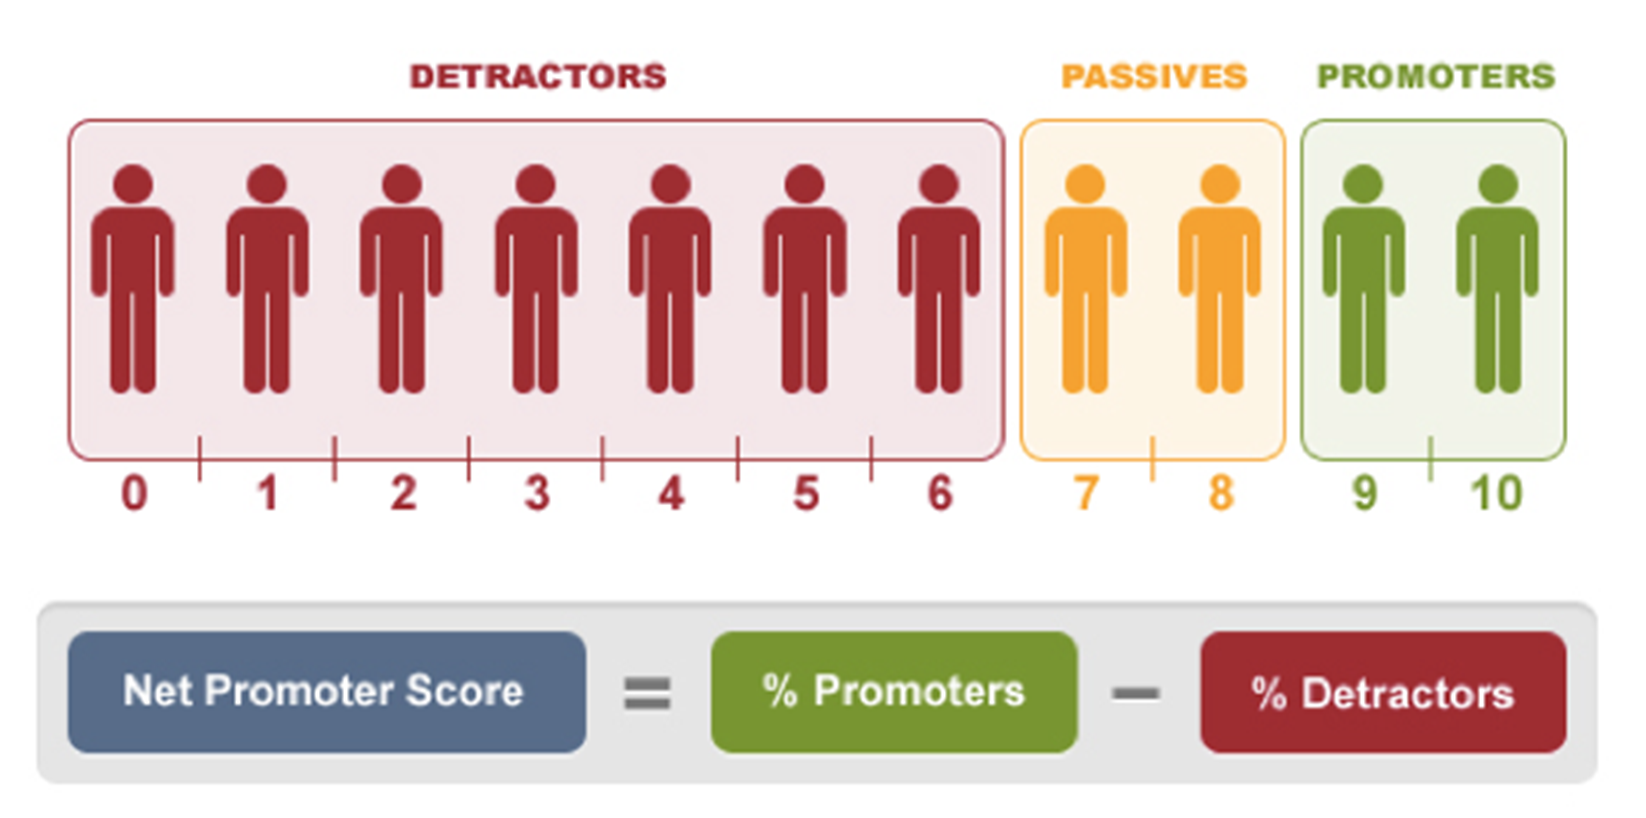 DETRACTORS PASSIVES PROMOTERS
0 1 2 3 4 5 6 7 8 9 10
Net Promoter Score = % Promoters — % Detractors